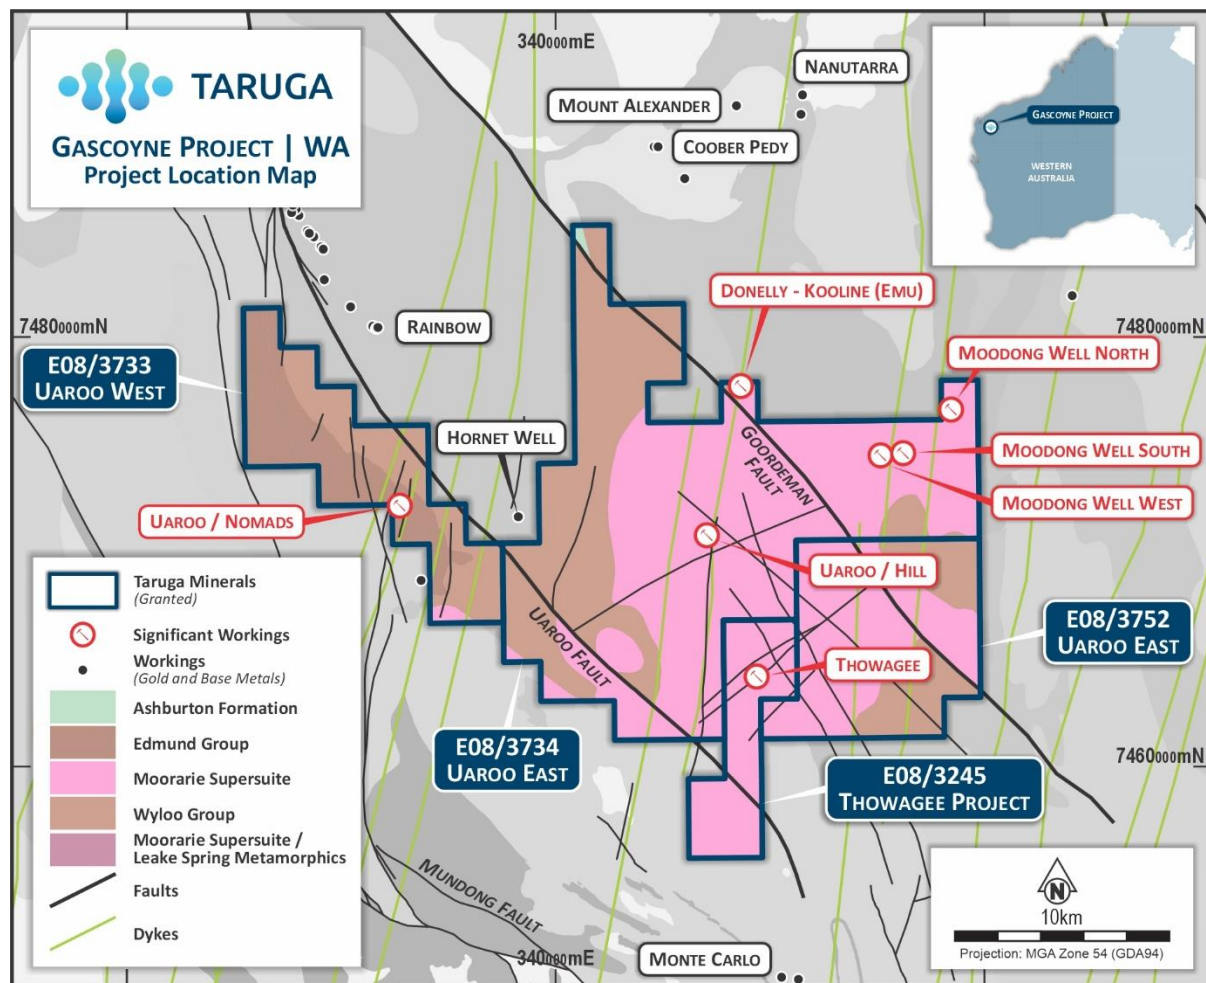 TARUGA
GASCOYNE PROJECT | WA
Project Location Map
340000mE
NANUTARRA
MOUNT ALEXANDER
COOBER PEDY
GASCOYNE PROJECT
WESTERN
AUSTRALIA
7480000mN
7480000mN
RAINBOW
DONELLY - KOOLINE (EMU)
MOODONG WELL NORTH
E08/3733
UAROO WEST
HORNET WELL
GOORDEMAN
FAULT
MOODONG WELL SOUTH
MOODONG WELL WEST
UAROO / NOMADS
UAROO / HILL
UAROO FAULT
E08/3752
UAROO EAST
THOWAGEE
E08/3734
UAROO EAST
7460000mN
E08/3245
THOWAGEE PROJECT
Taruga Minerals
(Granted)
Significant Workings
Workings
(Gold and Base Metals)
Ashburton Formation
Edmund Group
Moorarie Supersuite
Wyloo Group
Moorarie Supersuite /
Leake Spring Metamorphics
Faults
Dykes
MUNDONG FAULT
340000mE
MONTE CARLO
N
10km
Projection: MGA Zone 54 (GDA94)